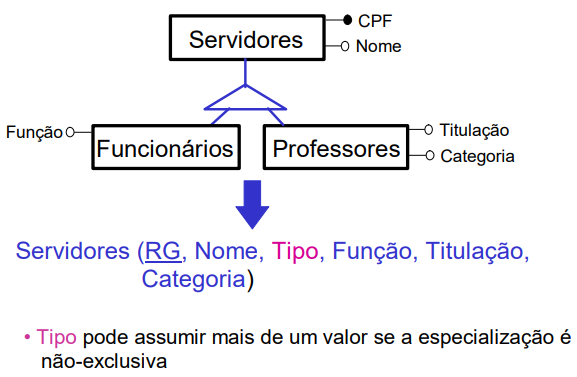 CPF
Servidores
Nome
Função
Titulação
Funcionários
Professores
Categoria
Servidores (RG, Nome, Tipo, Função, Titulação,
Categoria)
• Tipo pode assumir mais de um valor se a especialização é
não-exclusiva